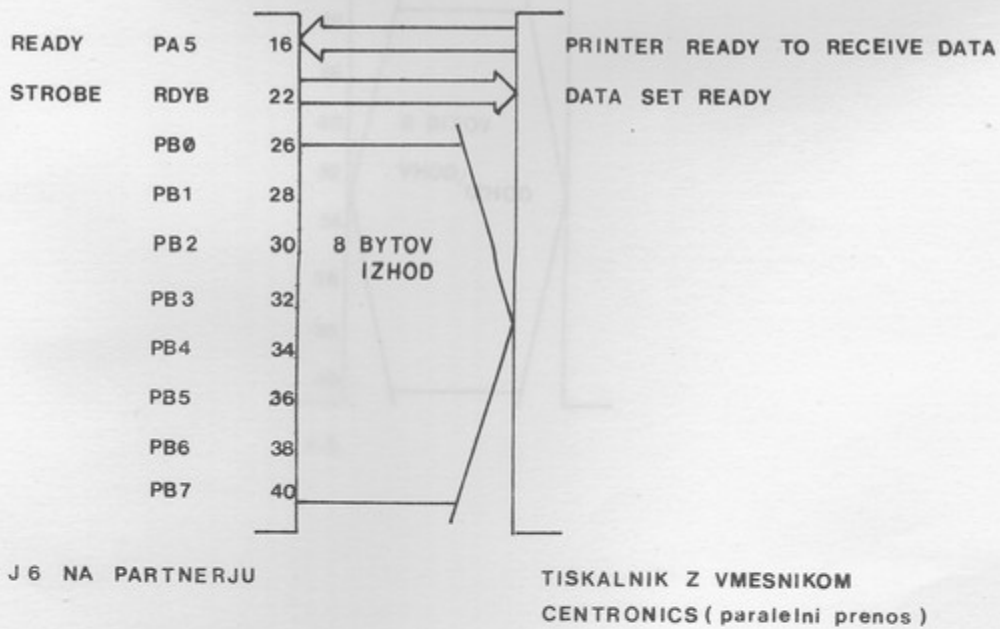 READY PA5 16 PRINTER READY TO RECEIVE DATA
STROBE RDYB 22 DATA SET READY
PBØ 26
PB1 28
PB2 30 8 BYTOV
IZHOD
PB3 32
PB4 34
PB5 36
PB6 38
PB7 40
J6 NA PARTNERJU TISKALNIK Z VMESNIKOM
CENTRONICS ( paralelni prenos )